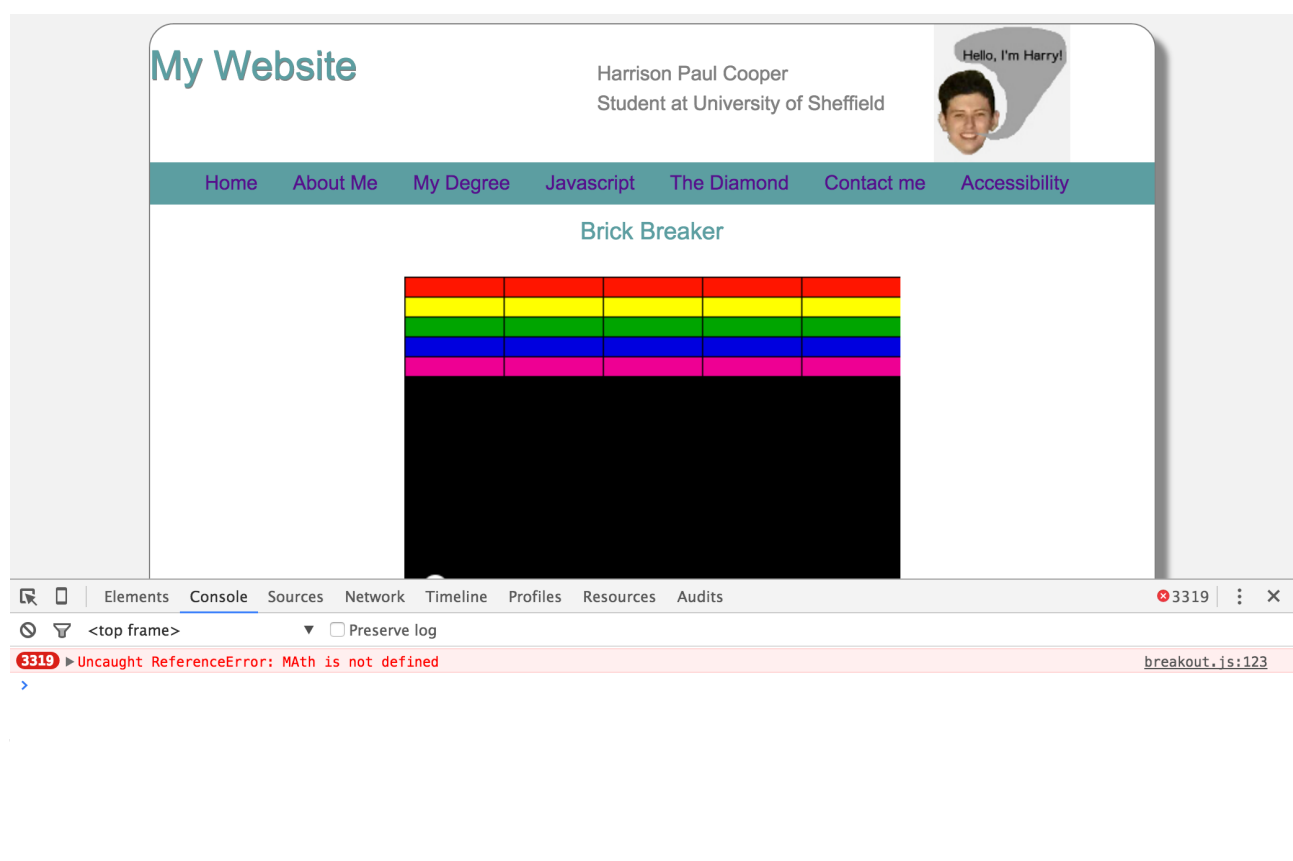 My Website
Harrison Paul Cooper
Student at University of Sheffield
Hello, I'm Harry!
Home About Me My Degree Javascript The Diamond Contact me Accessibility
Brick Breaker
Elements Console Sources Network Timeline Profiles Resources Audits 3319
<top frame> Preserve log
3319 Uncaught ReferenceError: MAth is not defined breakout.js:123